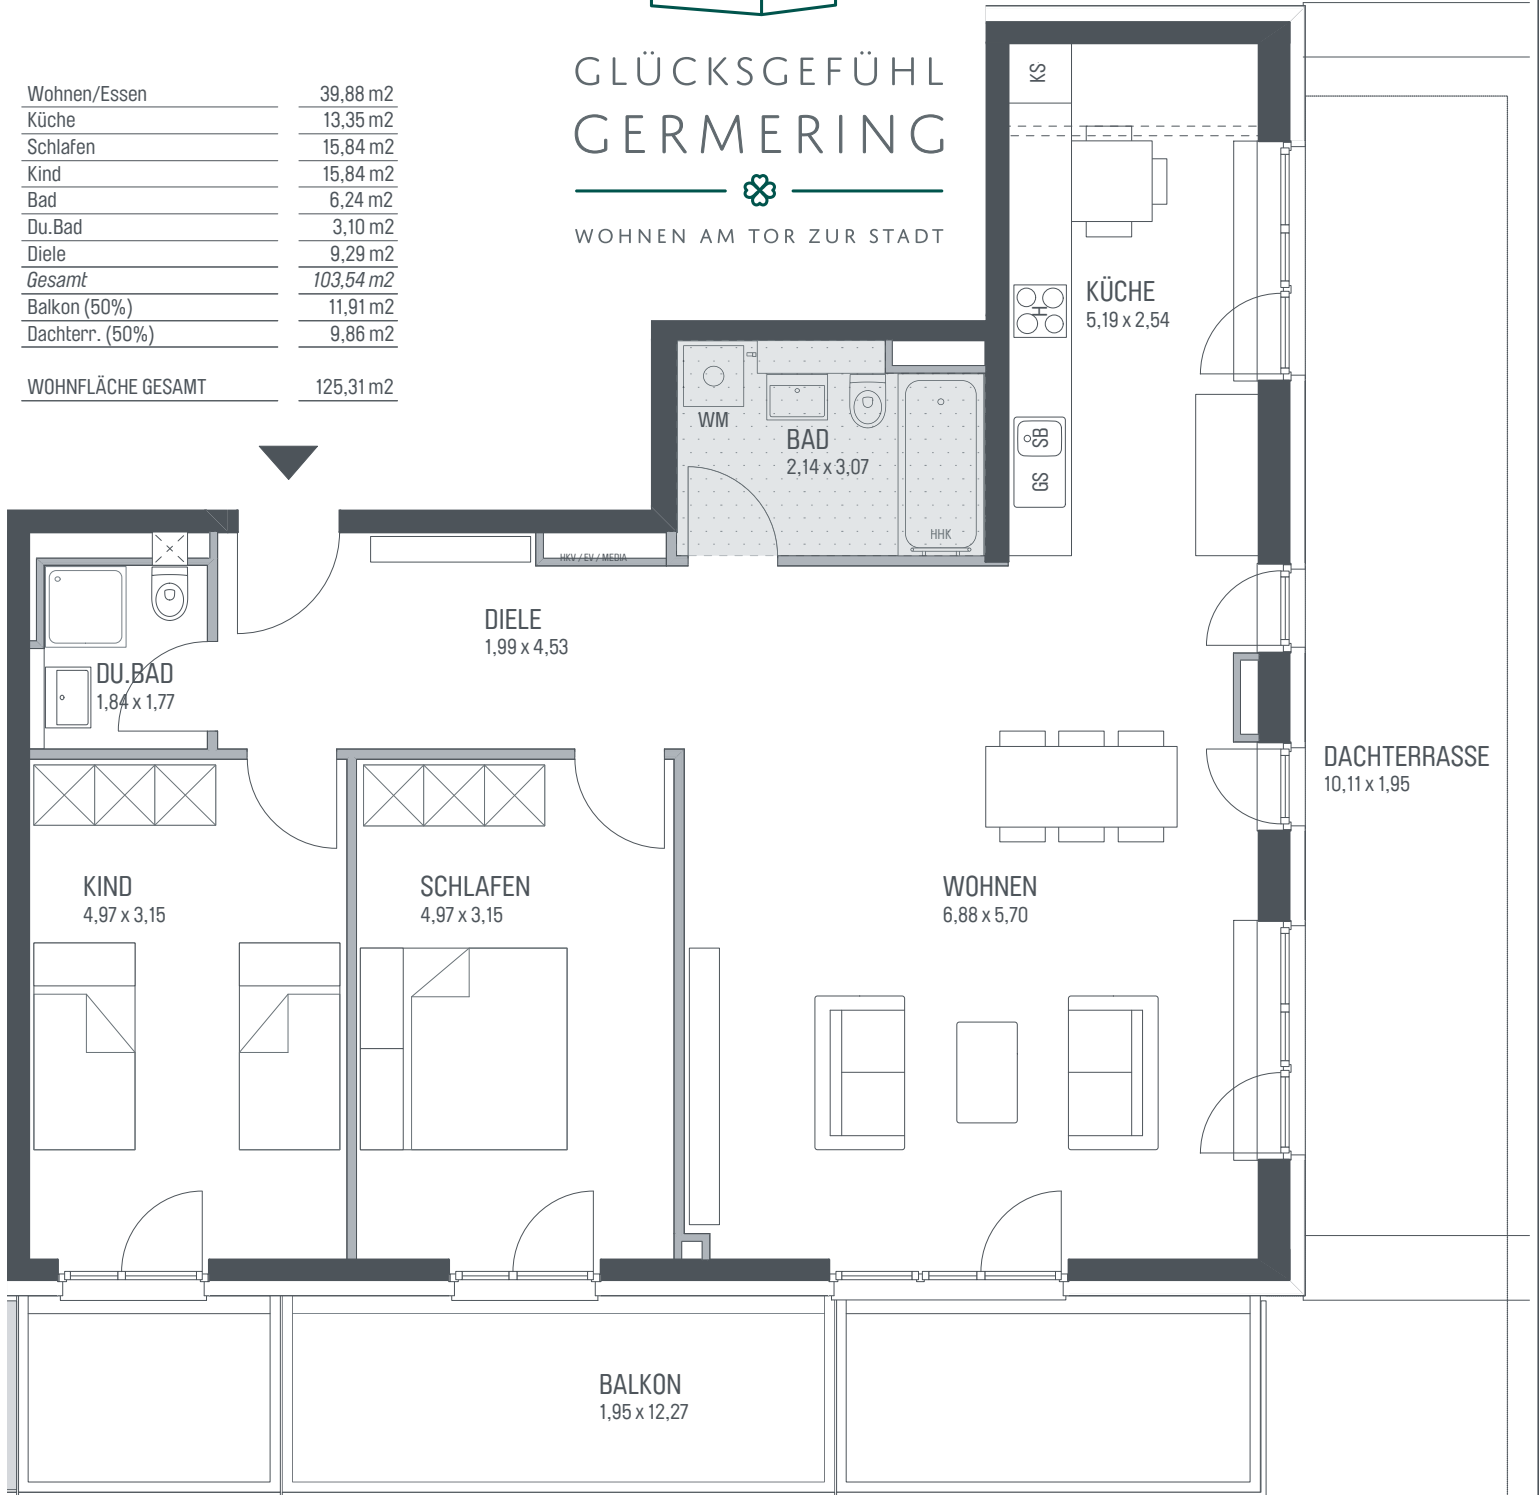 GLÜCKSGEFÜHL
GERMERING
WOHNEN AM TOR ZUR STADT
Wohnen/Essen 39,88 m2
Küche 13,35 m2
Schlafen 15,84 m2
Kind 15,84 m2
Bad 6,24 m2
Du.Bad 3,10 m2
Diele 9,29 m2
Gesamt 103,54 m2
Balkon (50%) 11,91 m2
Dachterr. (50%) 9,86 m2
WOHNFLÄCHE GESAMT 125,31 m2
KS
KÜCHE
5,19 x 2,54
H
SB
GS
WM
BAD
2,14 x 3,07
HHK
HKV / EV / MEDIA
DIELE
1,99 x 4,53
DU.BAD
1,84 x 1,77
DACHTERRASSE
10,11 x 1,95
KIND
4,97 x 3,15
SCHLAFEN
4,97 x 3,15
WOHNEN
6,88 x 5,70
BALKON
1,95 x 12,27